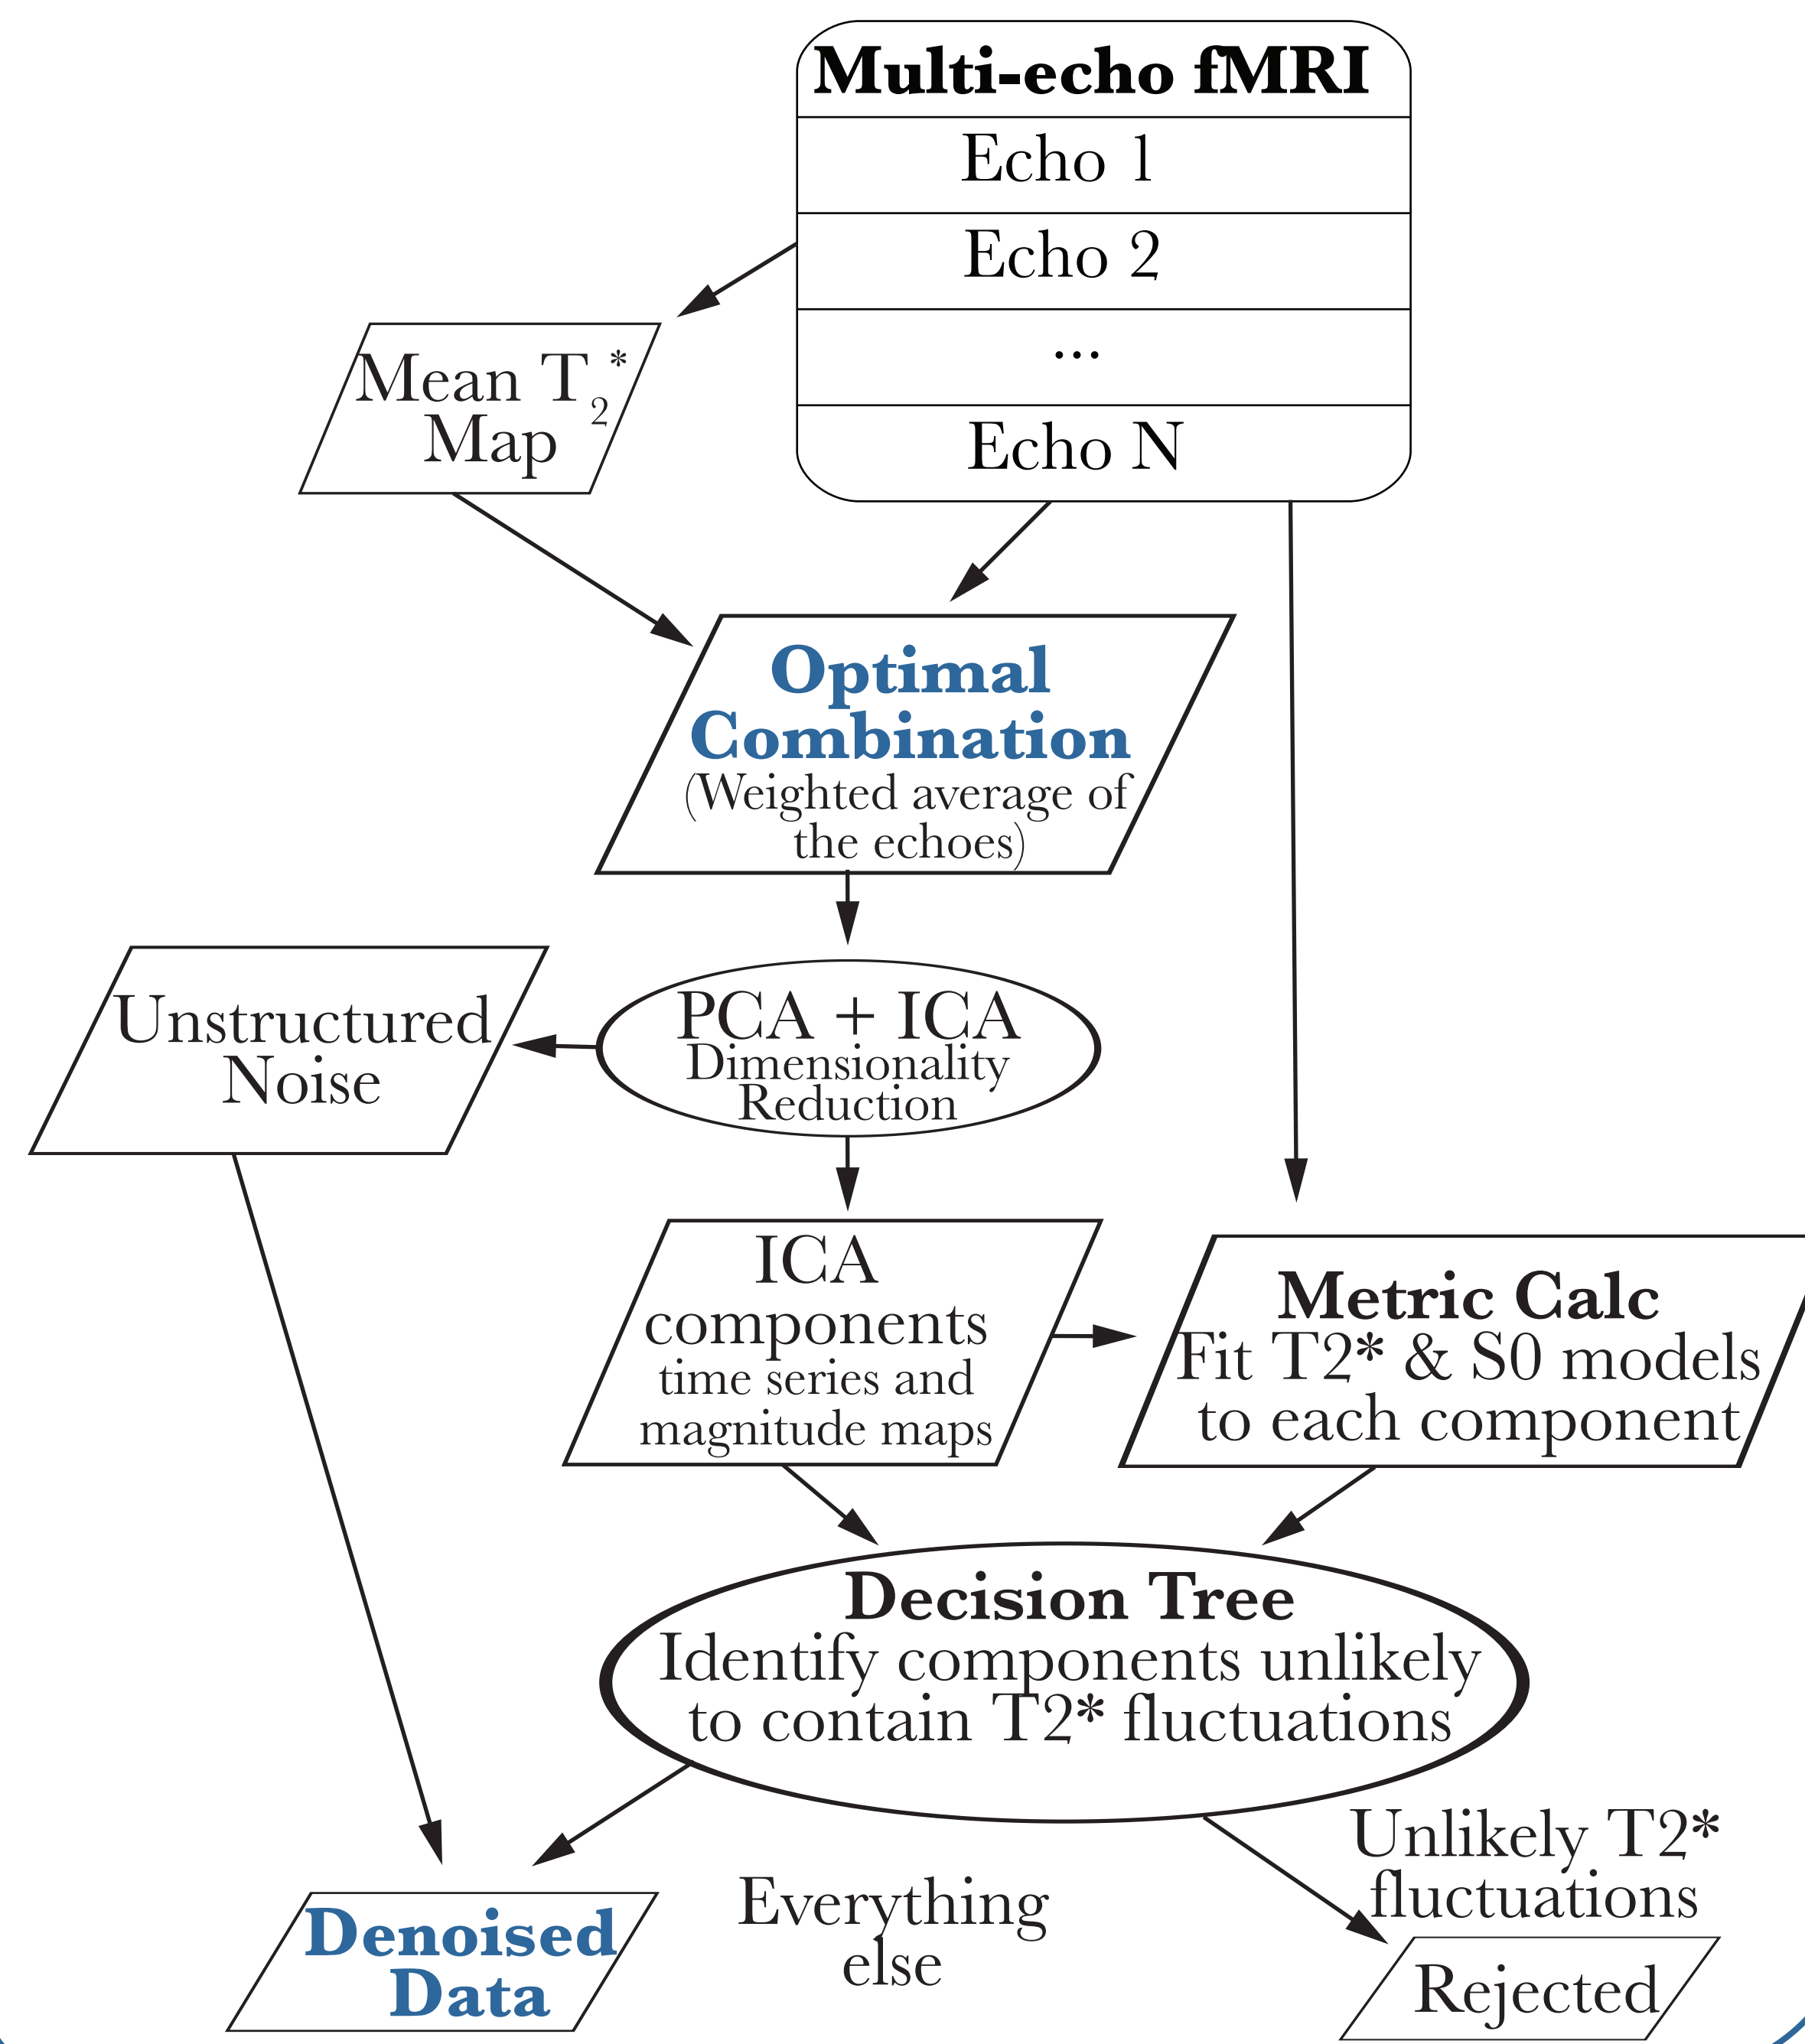 Multi-echo fMRI
Echo 1
Echo 2
...
Echo N
Mean T₂*
Map
Optimal
Combination
(Weighted average of
the echoes)
PCA + ICA
Dimensionality
Reduction
Unstructured
Noise
ICA
components
time series and
magnitude maps
Metric Calc
Fit T2* & S0 models
to each component
Decision Tree
Identify components unlikely
to contain T2* fluctuations
Unlikely T2*
fluctuations
Everything
else
Denoised
Data
Rejected